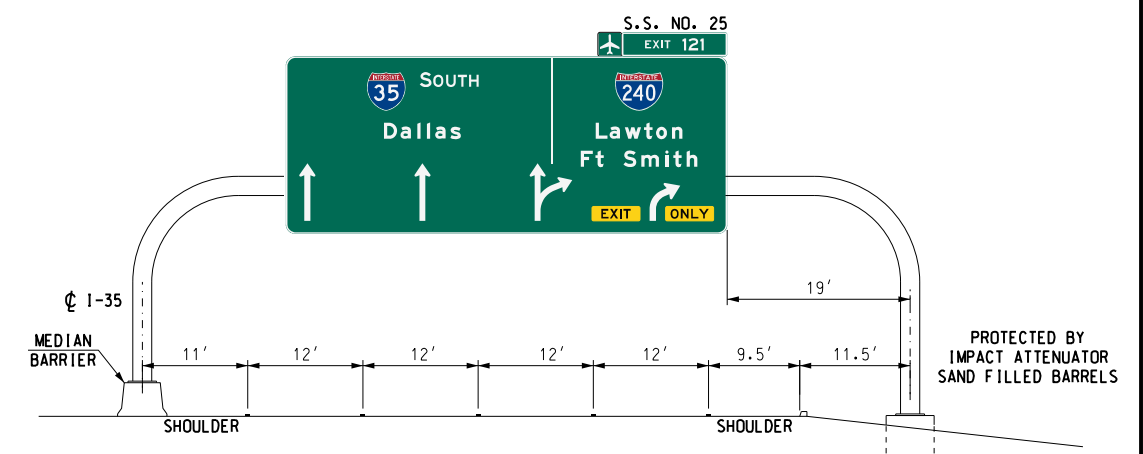 S.S. NO. 25
EXIT 121
INTERSTATE
35
SOUTH
Dallas
INTERSTATE
240
Lawton
Ft Smith
EXIT ONLY
℄ I-35
19'
MEDIAN
BARRIER
11' 12' 12' 12' 12' 9.5' 11.5'
PROTECTED BY
IMPACT ATTENUATOR
SAND FILLED BARRELS
SHOULDER SHOULDER